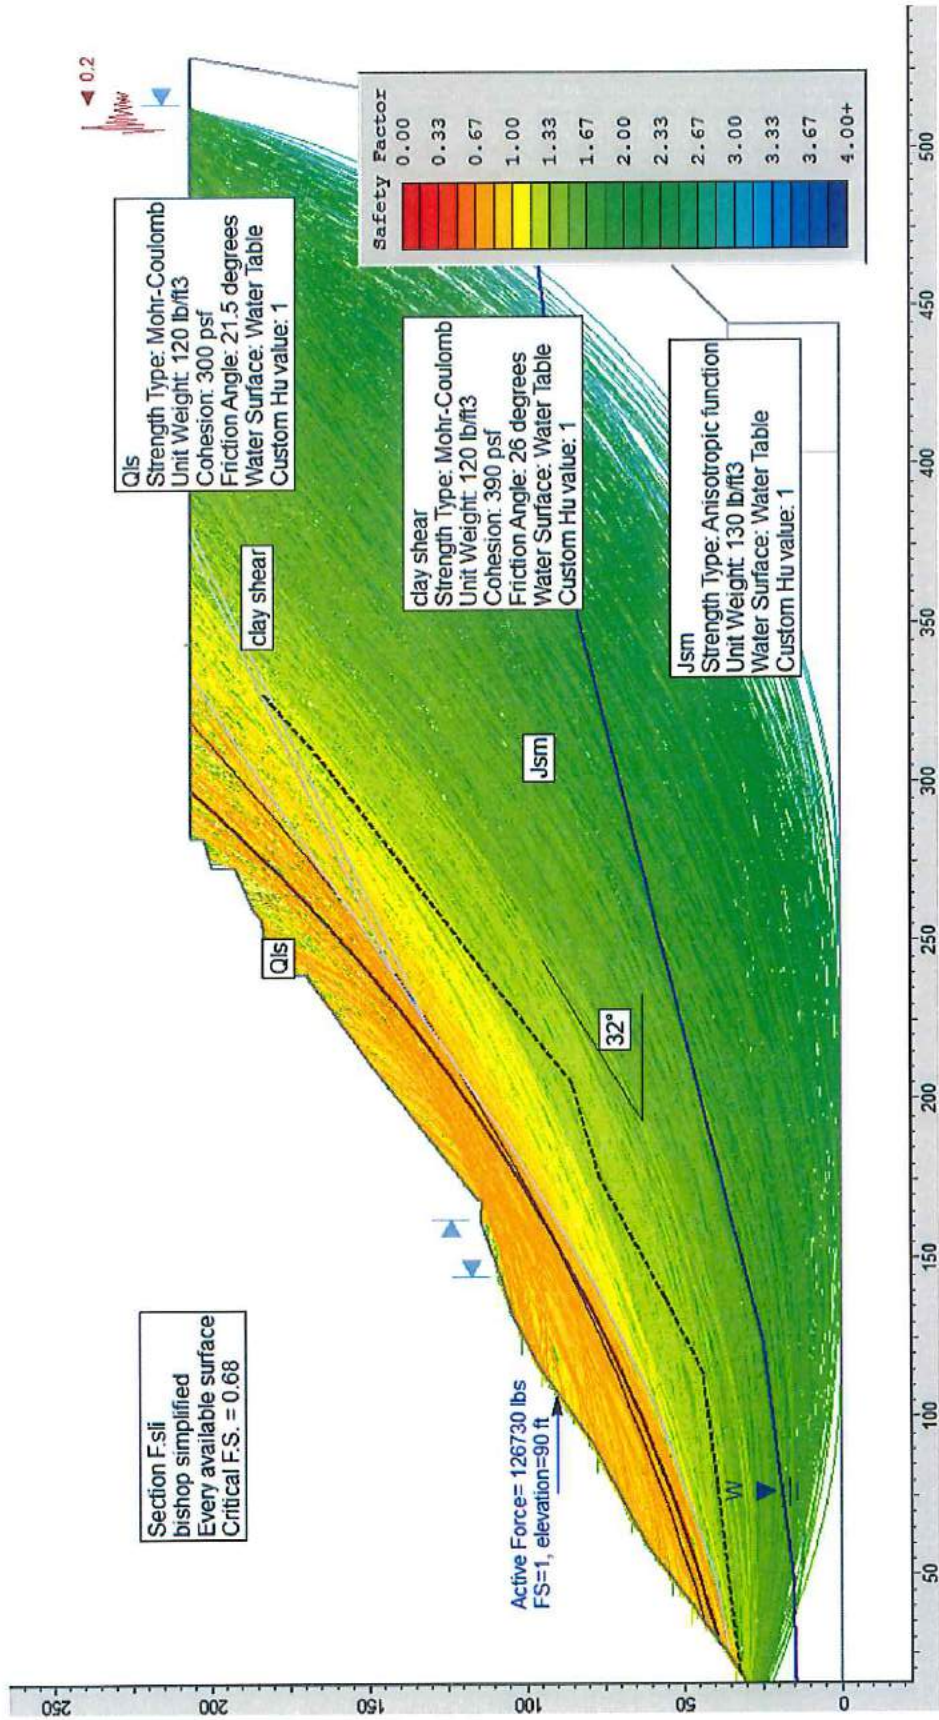 Section F.sli
bishop simplified
Every available surface
Critical F.S. = 0.68
0.2
Qls
Strength Type: Mohr-Coulomb
Unit Weight: 120 lb/ft3
Cohesion: 300 psf
Friction Angle: 21.5 degrees
Water Surface: Water Table
Custom Hu value: 1
clay shear
Qls
clay shear
Strength Type: Mohr-Coulomb
Unit Weight: 120 lb/ft3
Cohesion: 390 psf
Friction Angle: 26 degrees
Water Surface: Water Table
Custom Hu value: 1
Jsm
32°
Jsm
Strength Type: Anisotropic function
Unit Weight: 130 lb/ft3
Water Surface: Water Table
Custom Hu value: 1
Active Force= 126730 lbs
FS=1, elevation=90 ft
W
Safety Factor
0.00
0.33
0.67
1.00
1.33
1.67
2.00
2.33
2.67
3.00
3.33
3.67
4.00+
250
200
150
100
50
0
50
100
150
200
250
300
350
400
450
500